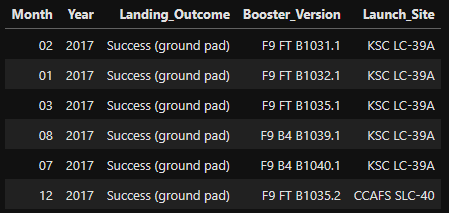 Month Year Landing_Outcome Booster_Version Launch_Site
02 2017 Success (ground pad) F9 FT B1031.1 KSC LC-39A
01 2017 Success (ground pad) F9 FT B1032.1 KSC LC-39A
03 2017 Success (ground pad) F9 FT B1035.1 KSC LC-39A
08 2017 Success (ground pad) F9 B4 B1039.1 KSC LC-39A
07 2017 Success (ground pad) F9 B4 B1040.1 KSC LC-39A
12 2017 Success (ground pad) F9 FT B1035.2 CCAFS SLC-40